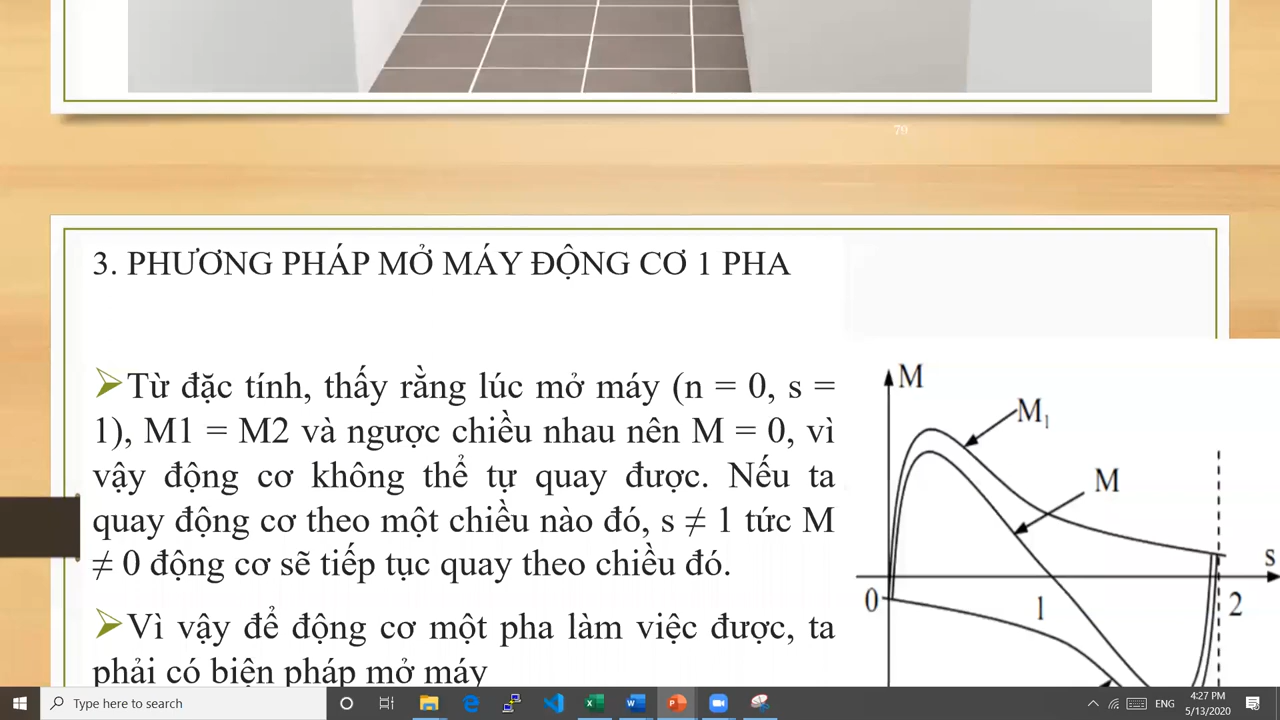 70
3. PHƯƠNG PHÁP MỞ MÁY ĐỘNG CƠ 1 PHA
Từ đặc tính, thấy rằng lúc mở máy (n = 0, s =
1), M1 = M2 và ngược chiều nhau nên M = 0, vì
vậy động cơ không thể tự quay được. Nếu ta
quay động cơ theo một chiều nào đó, s ≠ 1 tức M
≠ 0 động cơ sẽ tiếp tục quay theo chiều đó.
Vì vậy để động cơ một pha làm việc được, ta
phải có biện pháp mở máy
M
M₁
M
s
0
1
2
Type here to search
ENG
4:27 PM
5/13/2020